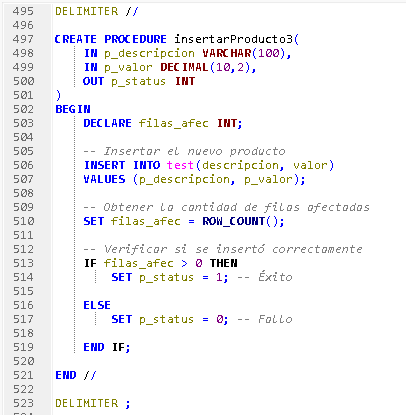 495 DELIMITER //
496
497 CREATE PROCEDURE insertarProducto3(
498 IN p_descripcion VARCHAR(100),
499 IN p_valor DECIMAL(10,2),
500 OUT p_status INT
501 )
502 BEGIN
503 DECLARE filas_afec INT;
504
505 -- Insertar el nuevo producto
506 INSERT INTO test(descripcion, valor)
507 VALUES (p_descripcion, p_valor);
508
509 -- Obtener la cantidad de filas afectadas
510 SET filas_afec = ROW_COUNT();
511
512 -- Verificar si se insertó correctamente
513 IF filas_afec > 0 THEN
514 SET p_status = 1; -- Éxito
515
516 ELSE
517 SET p_status = 0; -- Fallo
518
519 END IF;
520
521 END //
522
523 DELIMITER ;